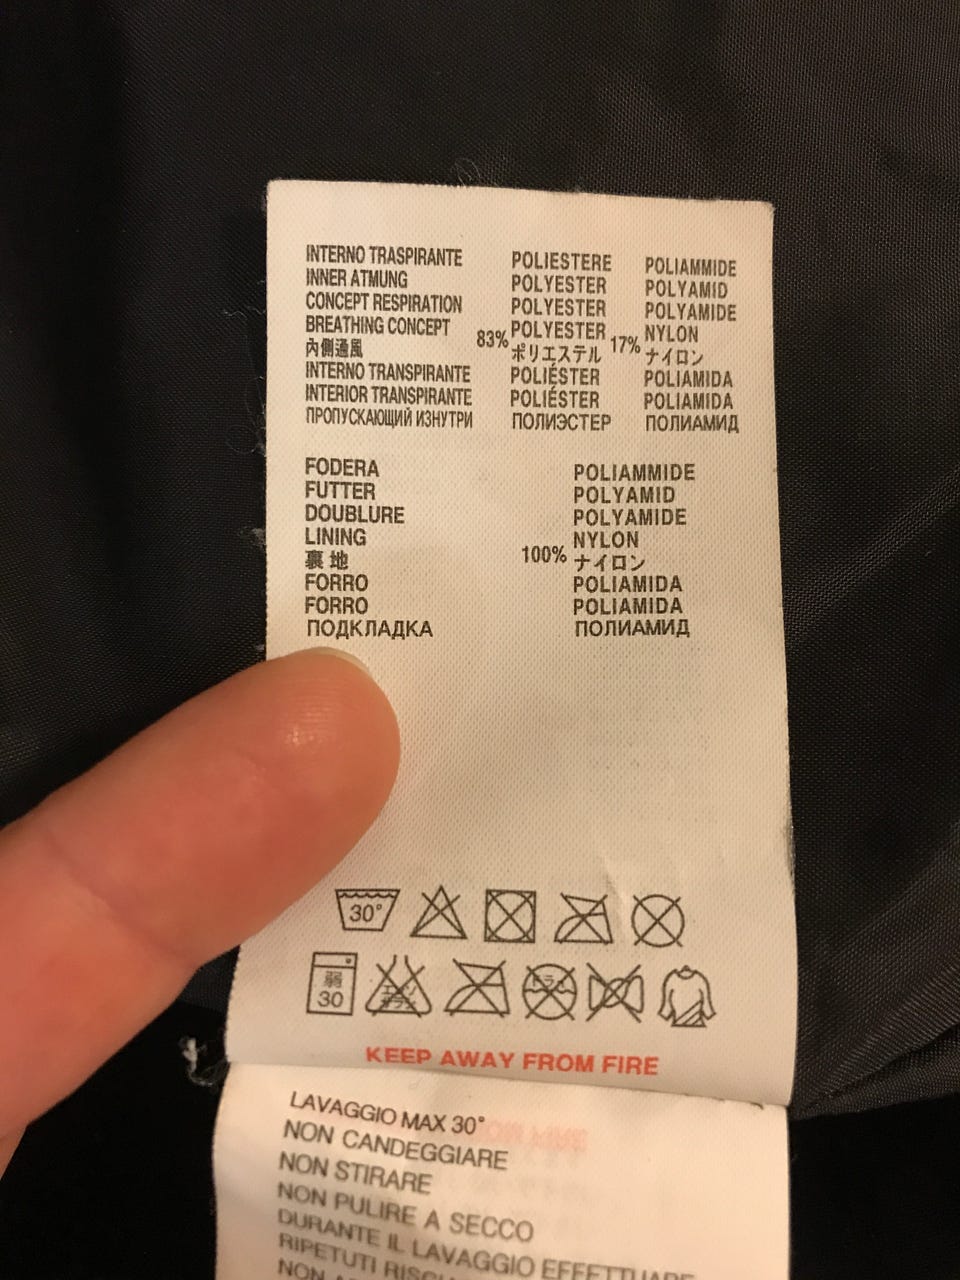 INTERNO TRASPIRANTE POLIESTERE POLIAMMIDE
INNER ATMUNG POLYESTER POLYAMID
CONCEPT RESPIRATION POLYESTER POLYAMIDE
BREATHING CONCEPT 83% POLYESTER 17% NYLON
内側通風 ポリエステル ナイロン
INTERNO TRANSPIRANTE POLIÉSTER POLIAMIDA
INTERIOR TRANSPIRANTE POLIÉSTER POLIAMIDA
ПРОПУСКАЮЩИЙ ИЗНУТРИ ПОЛИЭСТЕР ПОЛИАМИД
FODERA POLIAMMIDE
FUTTER POLYAMID
DOUBLURE POLYAMIDE
LINING 100% NYLON
裏地 ナイロン
FORRO POLIAMIDA
FORRO POLIAMIDA
ПОДКЛАДКА ПОЛИАМИД
30°
弱
30
KEEP AWAY FROM FIRE
LAVAGGIO MAX 30°
NON CANDEGGIARE
NON STIRARE
NON PULIRE A SECCO
DURANTE IL LAVAGGIO EFFETTUARE
RIPETUTI
NON